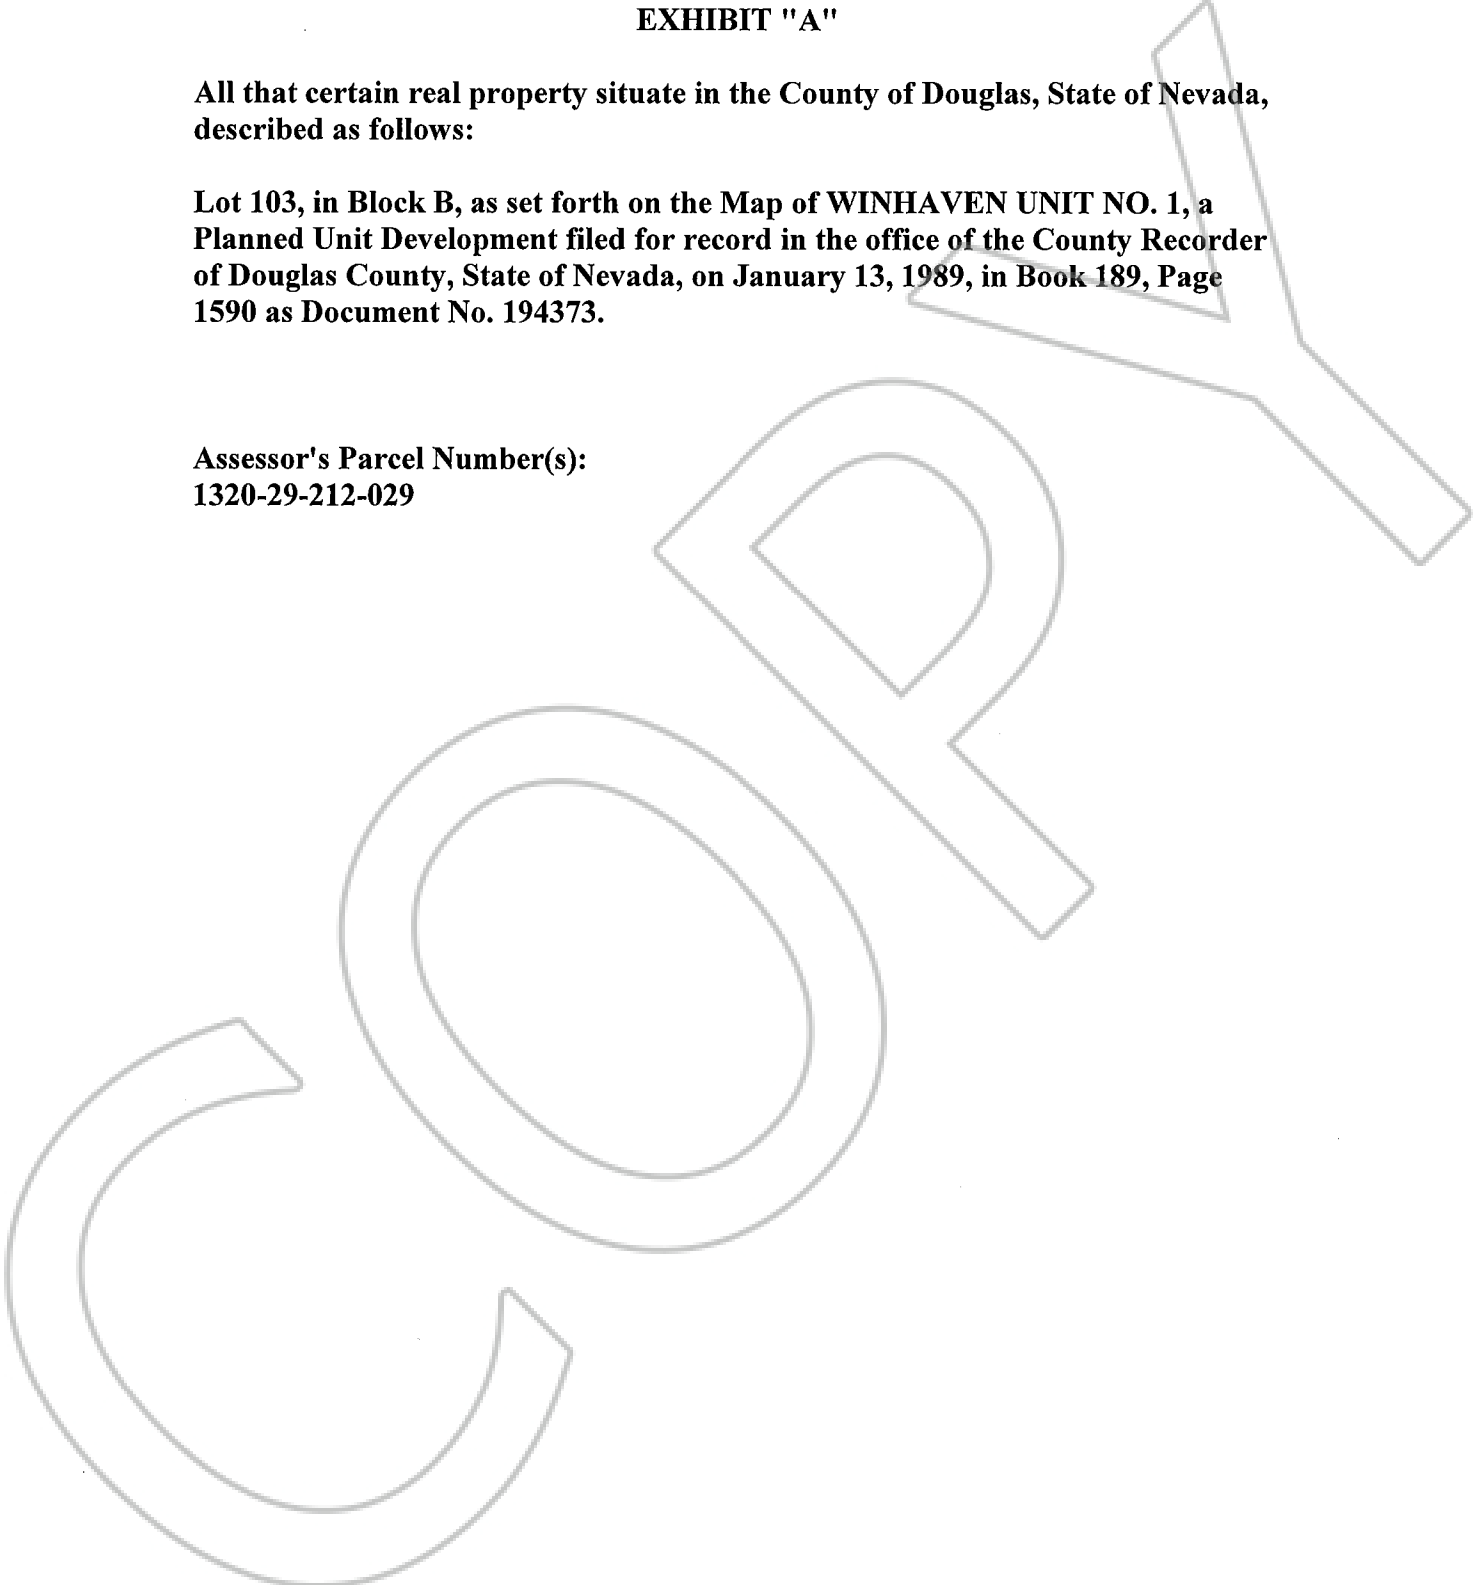 EXHIBIT "A"
All that certain real property situate in the County of Douglas, State of Nevada,
described as follows:
Lot 103, in Block B, as set forth on the Map of WINHAVEN UNIT NO. 1, a
Planned Unit Development filed for record in the office of the County Recorder
of Douglas County, State of Nevada, on January 13, 1989, in Book 189, Page
1590 as Document No. 194373.
Assessor's Parcel Number(s):
1320-29-212-029
COPY